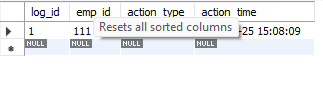 log_id emp_id action_type action_time
1 111 -25 15:08:09
Resets all sorted columns
NULL NULL NULL NULL